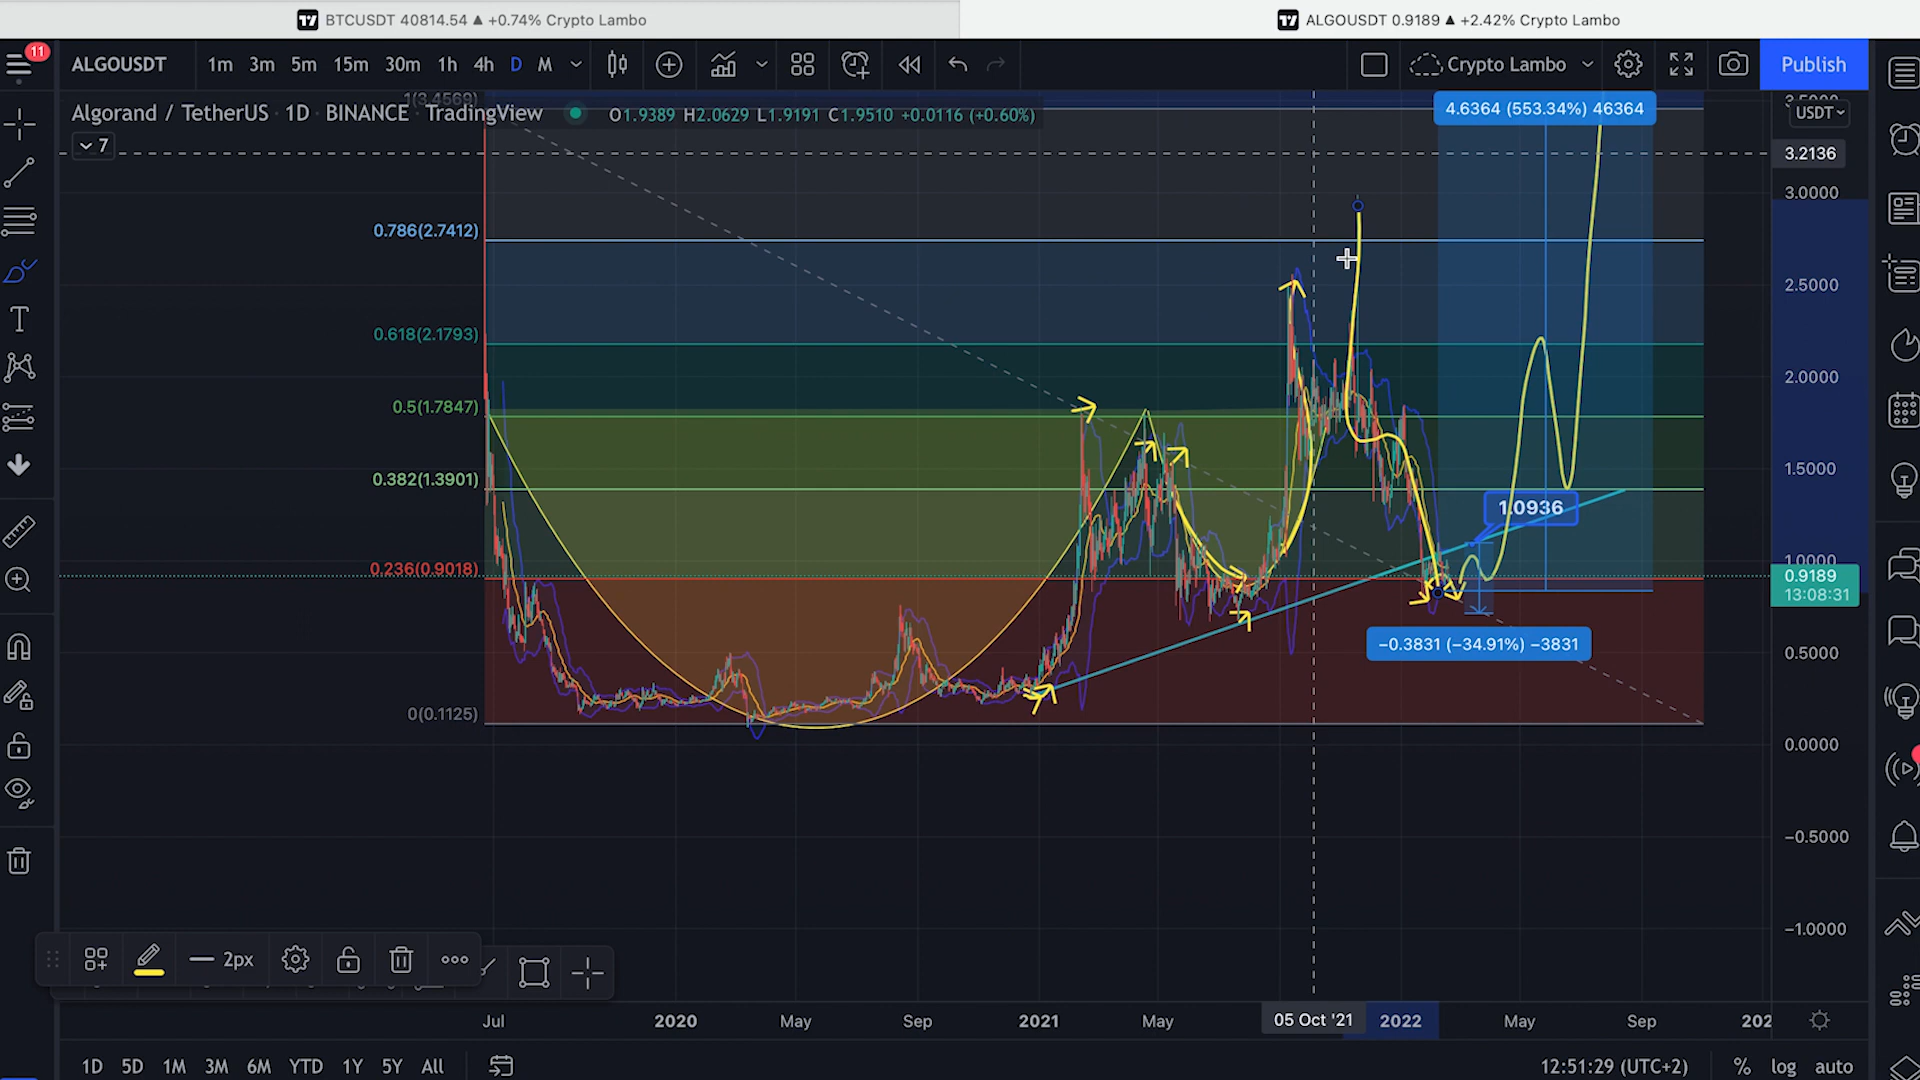 BTCUSDT 40814.54 ▲ +0.74% Crypto Lambo
ALGOUSDT 0.9189 ▲ +2.42% Crypto Lambo
11
ALGOUSDT 1m 3m 5m 15m 30m 1h 4h D M
Crypto Lambo Publish
1(3.4569)
Algorand / TetherUS · 1D · BINANCE · TradingView O1.9389 H2.0629 L1.9191 C1.9510 +0.0116 (+0.60%)
7
4.6364 (553.34%) 46364
3.5000
USDT
3.2136
3.0000
0.786(2.7412)
2.5000
0.618(2.1793)
2.0000
0.5(1.7847)
1.5000
0.382(1.3901)
1.0936
1.0000
0.236(0.9018)
0.9189
13:08:31
−0.3831 (−34.91%) −3831
0.5000
0(0.1125)
0.0000
−0.5000
−1.0000
2px
Jul 2020 May Sep 2021 May 05 Oct '21 2022 May Sep 202
1D 5D 1M 3M 6M YTD 1Y 5Y All
12:51:29 (UTC+2) % log auto